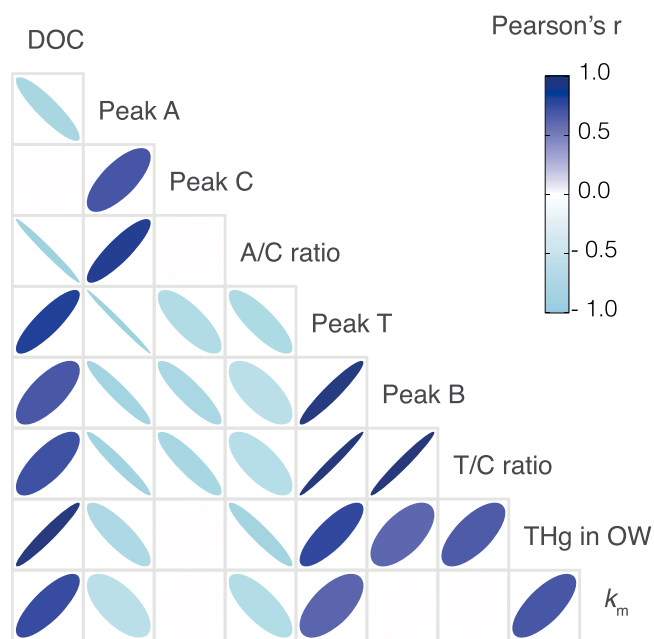 Pearson's r
DOC
1.0
Peak A
0.5
Peak C
0.0
A/C ratio
- 0.5
Peak T
- 1.0
Peak B
T/C ratio
THg in OW
km